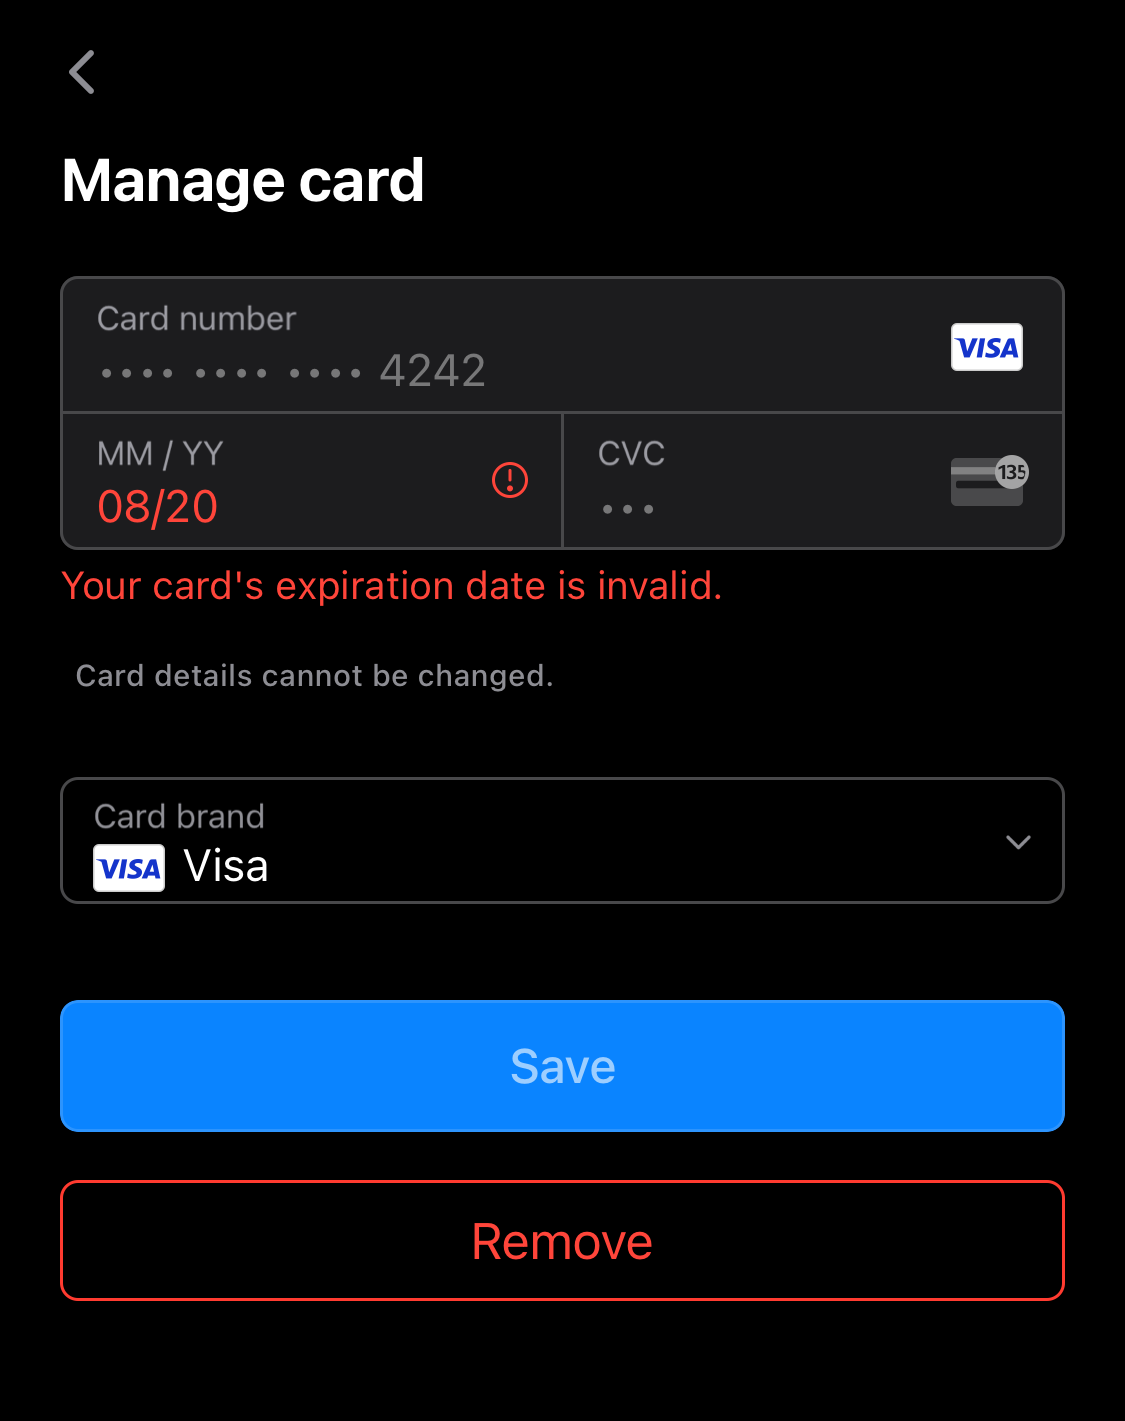 Manage card
Card number
•••• •••• •••• 4242
VISA
MM / YY
08/20
CVC
•••
135
Your card's expiration date is invalid.
Card details cannot be changed.
Card brand
VISA Visa
Save
Remove